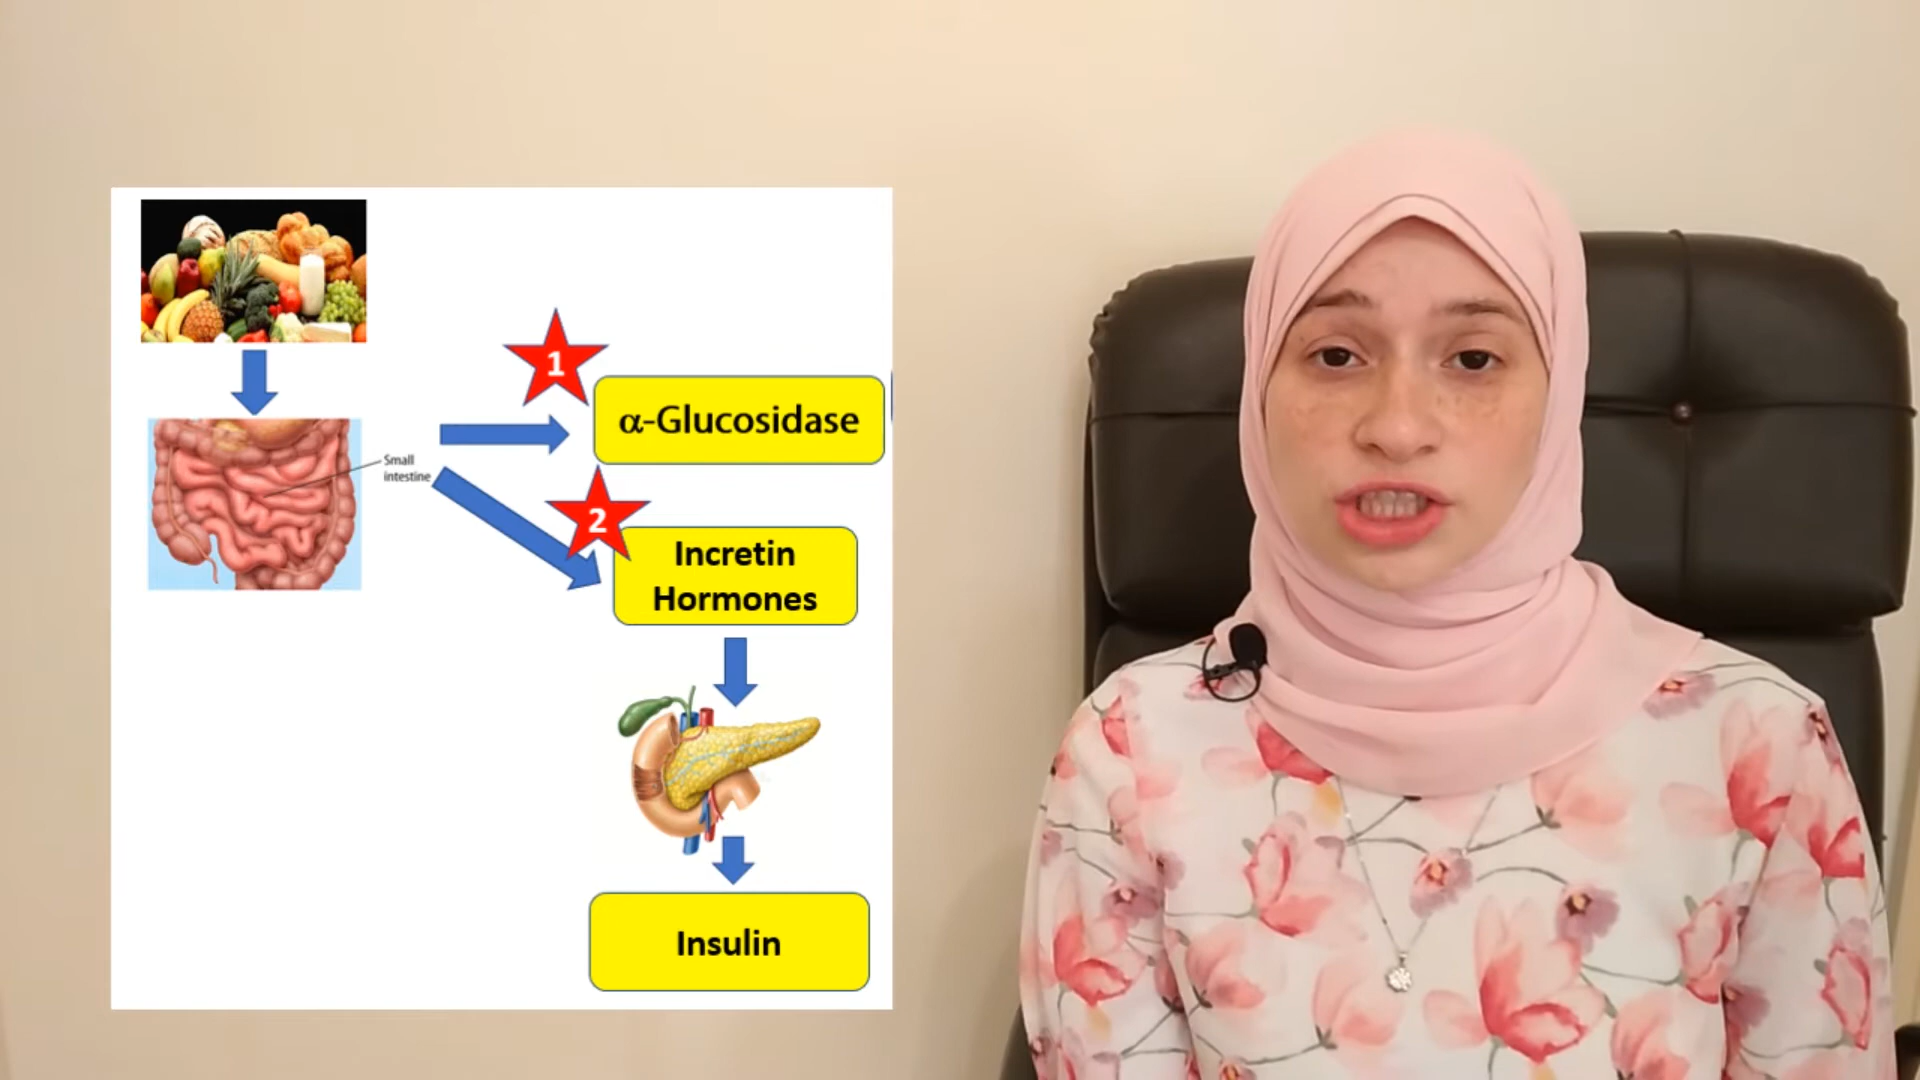 1
α-Glucosidase
Small
intestine
2
Incretin
Hormones
Insulin